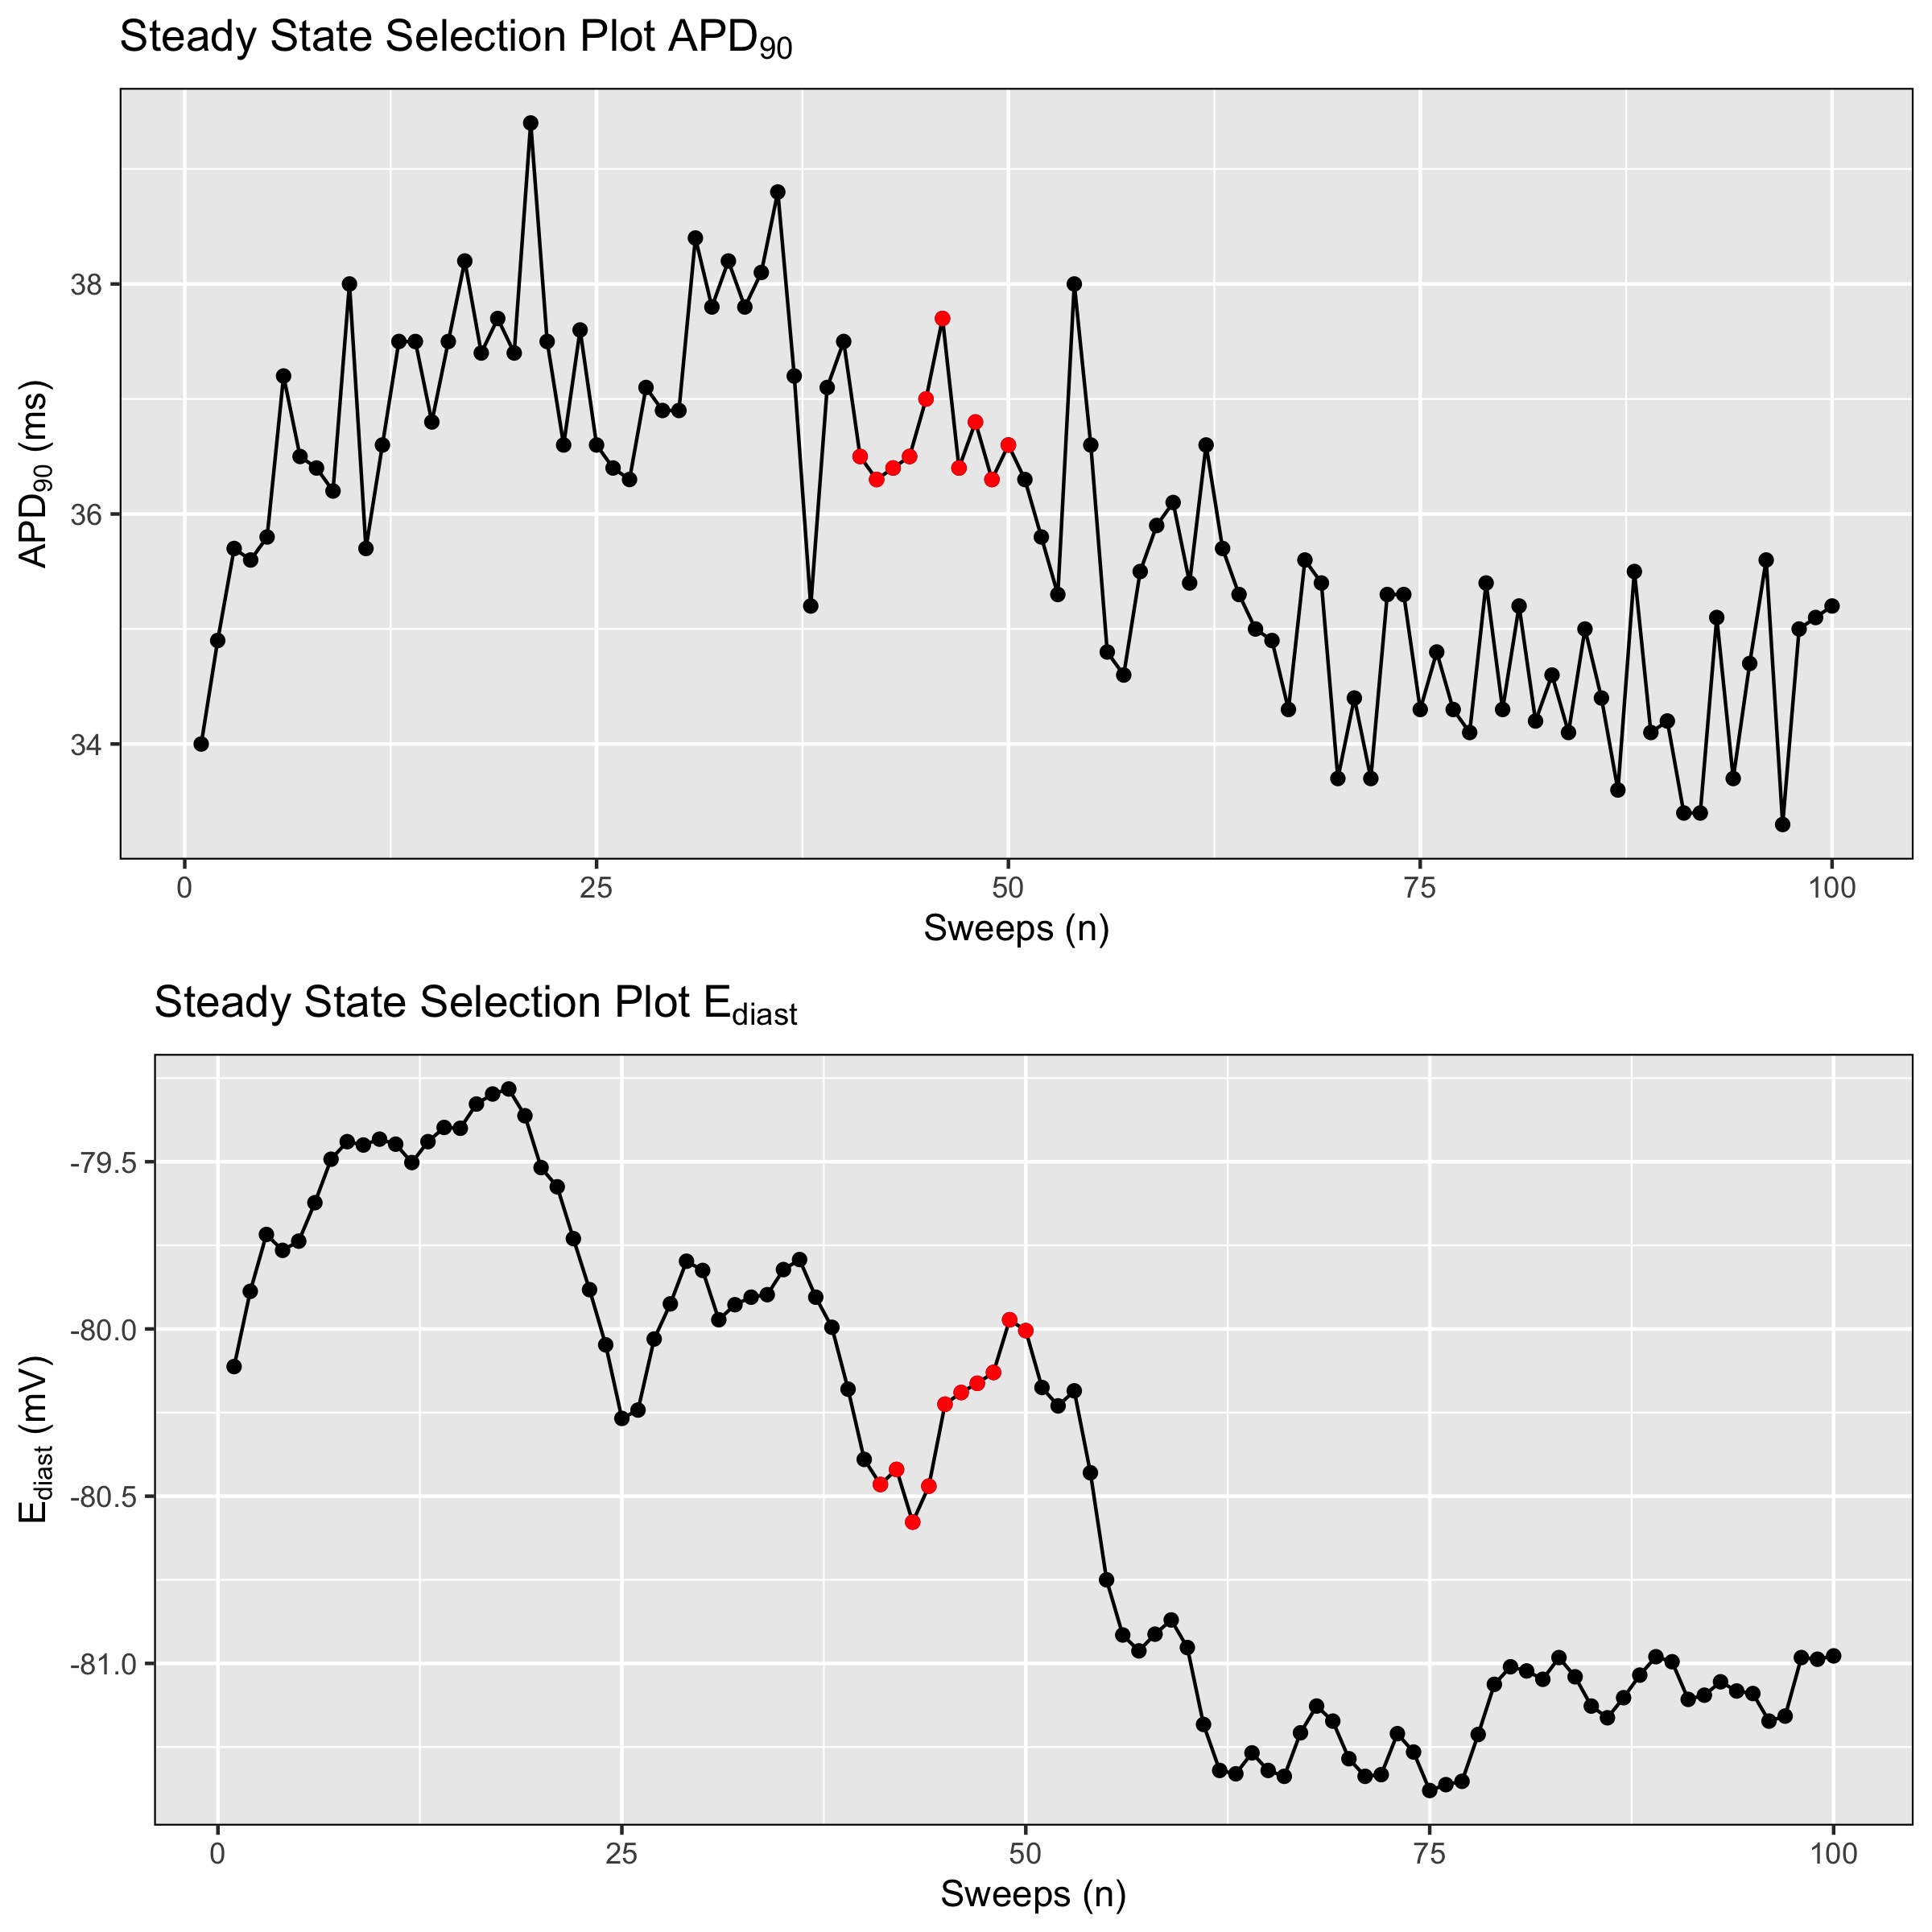 Steady State Selection Plot APD90
APD90 (ms)
38
36
34
0 25 50 75 100
Sweeps (n)
Steady State Selection Plot Ediast
Ediast (mV)
-79.5
-80.0
-80.5
-81.0
0 25 50 75 100
Sweeps (n)